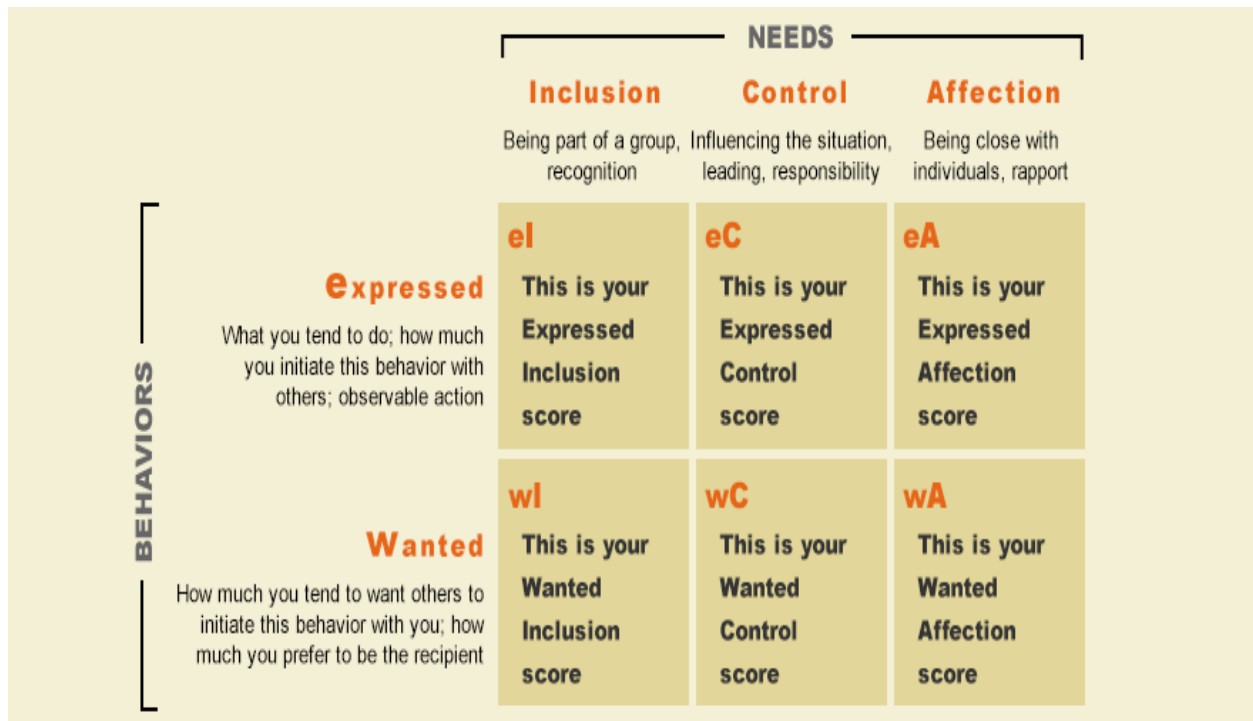 NEEDS
Inclusion Control Affection
Being part of a group, Influencing the situation, Being close with
recognition leading, responsibility individuals, rapport
BEHAVIORS
eI eC eA
expressed This is your This is your This is your
What you tend to do; how much Expressed Expressed Expressed
you initiate this behavior with Inclusion Control Affection
others; observable action score score score
wI wC wA
Wanted This is your This is your This is your
How much you tend to want others to Wanted Wanted Wanted
initiate this behavior with you; how Inclusion Control Affection
much you prefer to be the recipient score score score